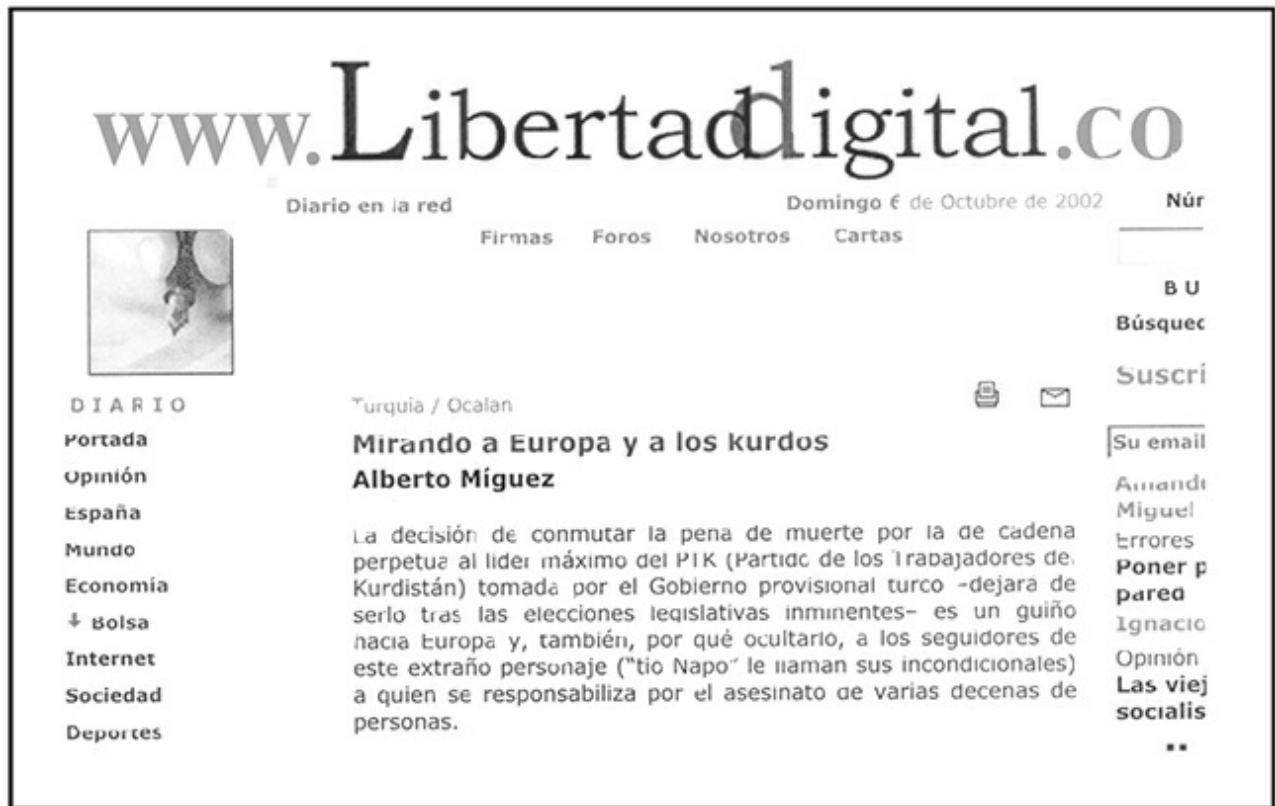 www.Libertaddigital.co
Diario en la red
Domingo 6 de Octubre de 2002
Núr
Firmas Foros Nosotros Cartas
B U
Búsquec
Suscri
Su email
DIARIO
Portada
Opinión
España
Mundo
Economía
Bolsa
Internet
Sociedad
Deportes
Turquía / Ocalan
Mirando a Europa y a los kurdos
Alberto Míguez
La decisión de conmutar la pena de muerte por la de cadena
perpetua al líder máximo del PTK (Partido de los Trabajadores del
Kurdistán) tomada por el Gobierno provisional turco –dejará de
serlo tras las elecciones legislativas inminentes– es un guiño
hacia Europa y, también, por qué ocultarlo, a los seguidores de
este extraño personaje ("tío Napo" le llaman sus incondicionales)
a quien se responsabiliza por el asesinato de varias decenas de
personas.
Amando
Miguel
Errores
Poner p
pared
Ignacio
Opinión
Las viej
socialis